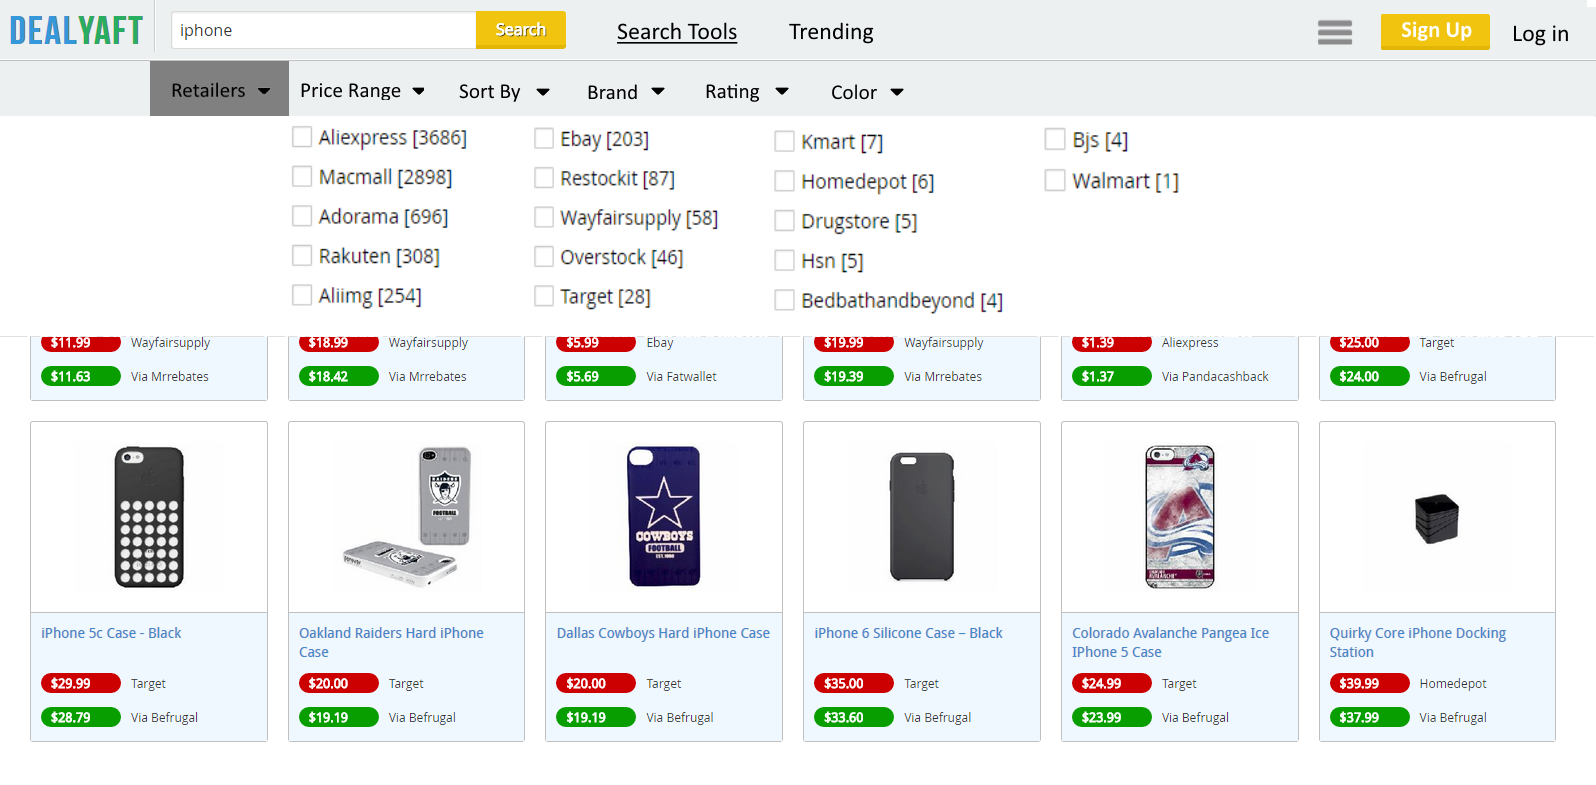 DEALYAFT
iphone
Search
Search Tools
Trending
Sign Up
Log in
Retailers
Price Range
Sort By
Brand
Rating
Color
Aliexpress [3686]
Macmall [2898]
Adorama [696]
Rakuten [308]
Aliimg [254]
Ebay [203]
Restockit [87]
Wayfairsupply [58]
Overstock [46]
Target [28]
Kmart [7]
Homedepot [6]
Drugstore [5]
Hsn [5]
Bedbathandbeyond [4]
Bjs [4]
Walmart [1]
$11.99 Wayfairsupply
$11.63 Via Mrrebates
$18.99 Wayfairsupply
$18.42 Via Mrrebates
$5.99 Ebay
$5.69 Via Fatwallet
$19.99 Wayfairsupply
$19.39 Via Mrrebates
$1.39 Aliexpress
$1.37 Via Pandacashback
$25.00 Target
$24.00 Via Befrugal
iPhone 5c Case - Black
$29.99 Target
$28.79 Via Befrugal
RAIDERS
FOOTBALL
Oakland Raiders Hard iPhone
Case
$20.00 Target
$19.19 Via Befrugal
COWBOYS
FOOTBALL
EST. 1960
Dallas Cowboys Hard iPhone Case
$20.00 Target
$19.19 Via Befrugal
iPhone 6 Silicone Case – Black
$35.00 Target
$33.60 Via Befrugal
AVALANCHE
Colorado Avalanche Pangea Ice
IPhone 5 Case
$24.99 Target
$23.99 Via Befrugal
Quirky Core iPhone Docking
Station
$39.99 Homedepot
$37.99 Via Befrugal